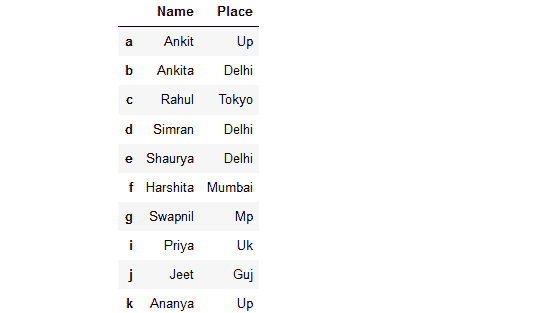 Name Place
a Ankit Up
b Ankita Delhi
c Rahul Tokyo
d Simran Delhi
e Shaurya Delhi
f Harshita Mumbai
g Swapnil Mp
i Priya Uk
j Jeet Guj
k Ananya Up